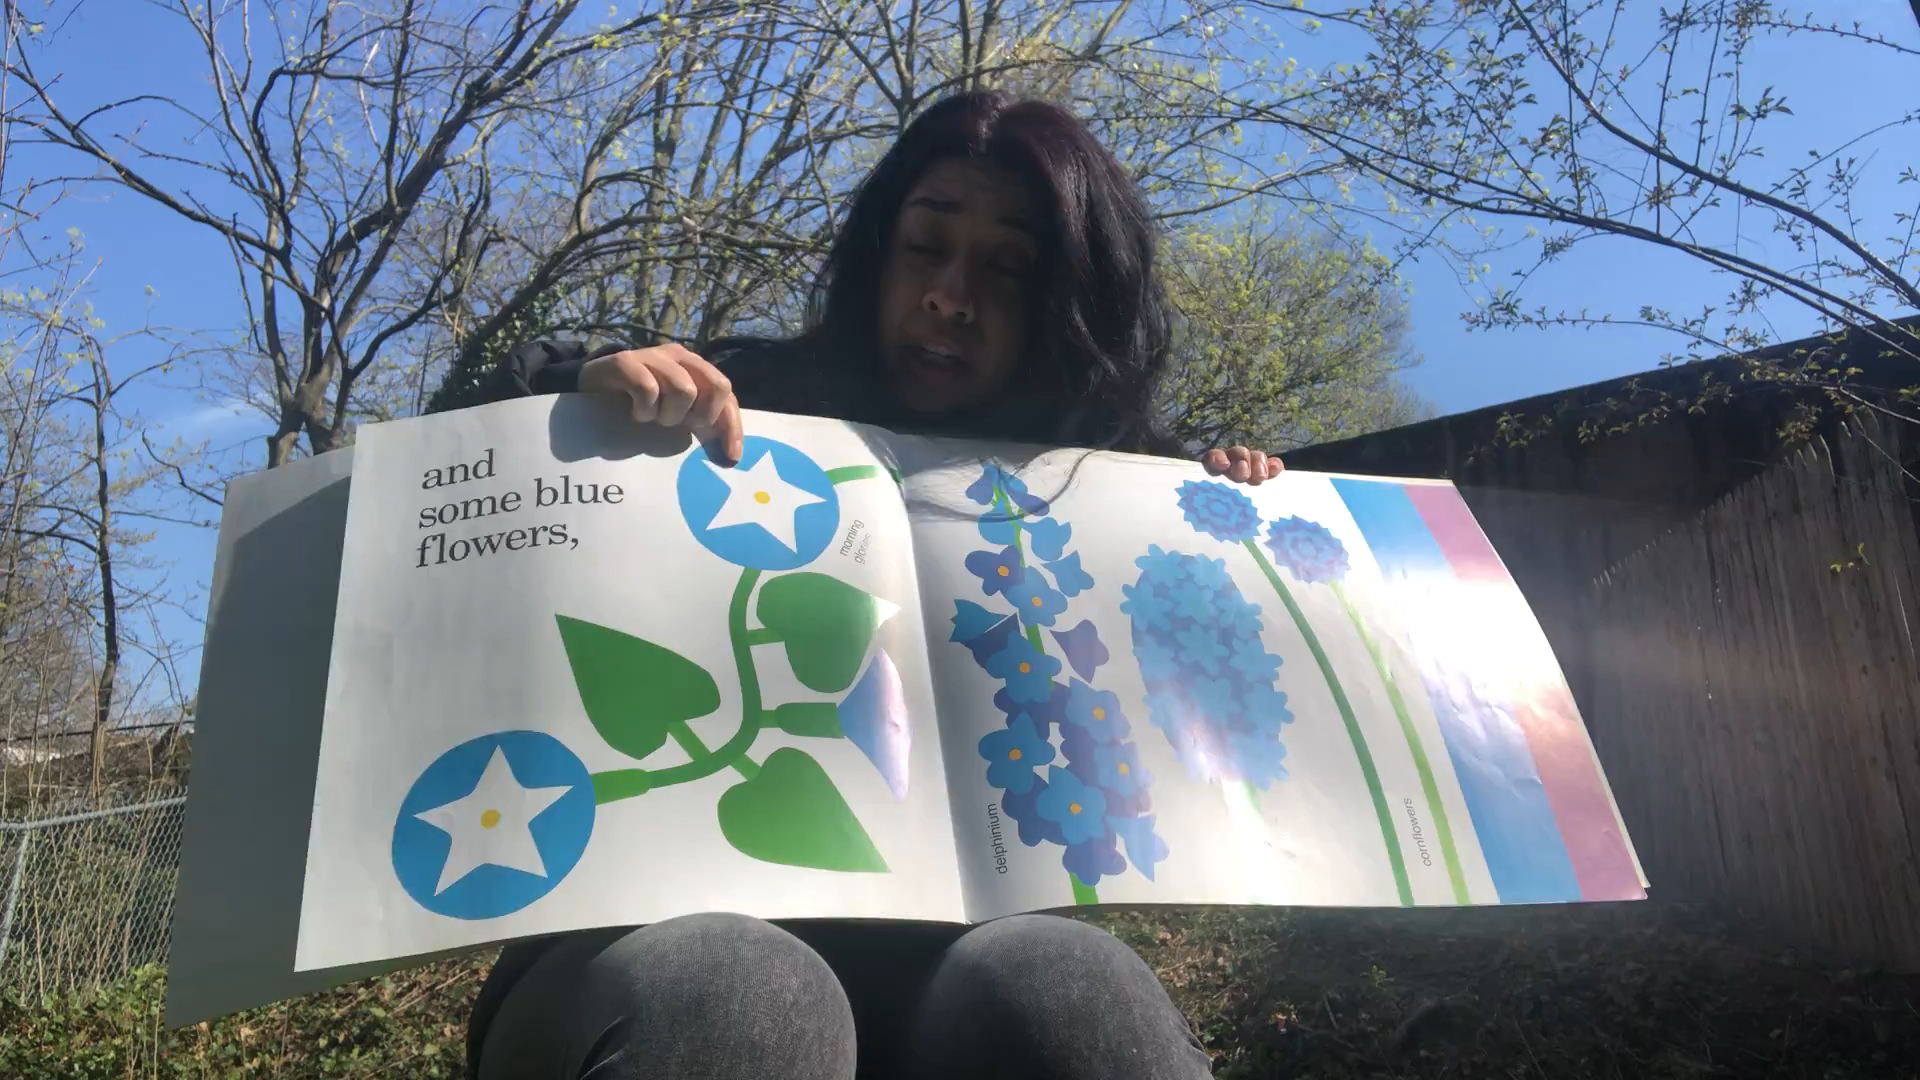 and
some blue
flowers,
morning
glories
delphinium
cornflowers